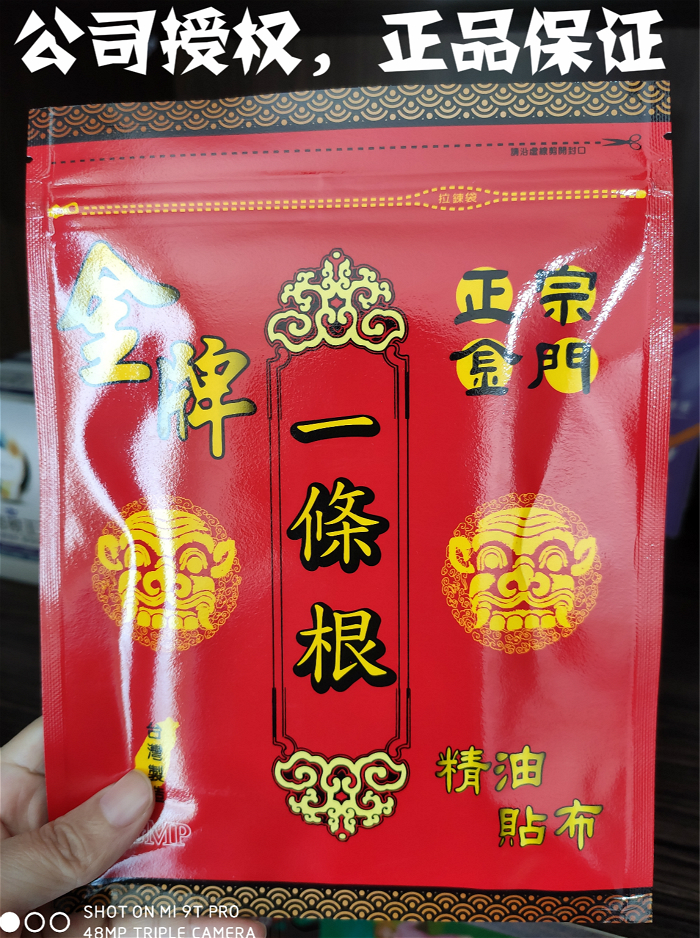 公司授权，正品保证
請沿虛線剪開封口
拉鍊袋
金牌
正宗
金門
一條根
台灣製
精油
貼布
SHOT ON MI 9T PRO
48MP TRIPLE CAMERA